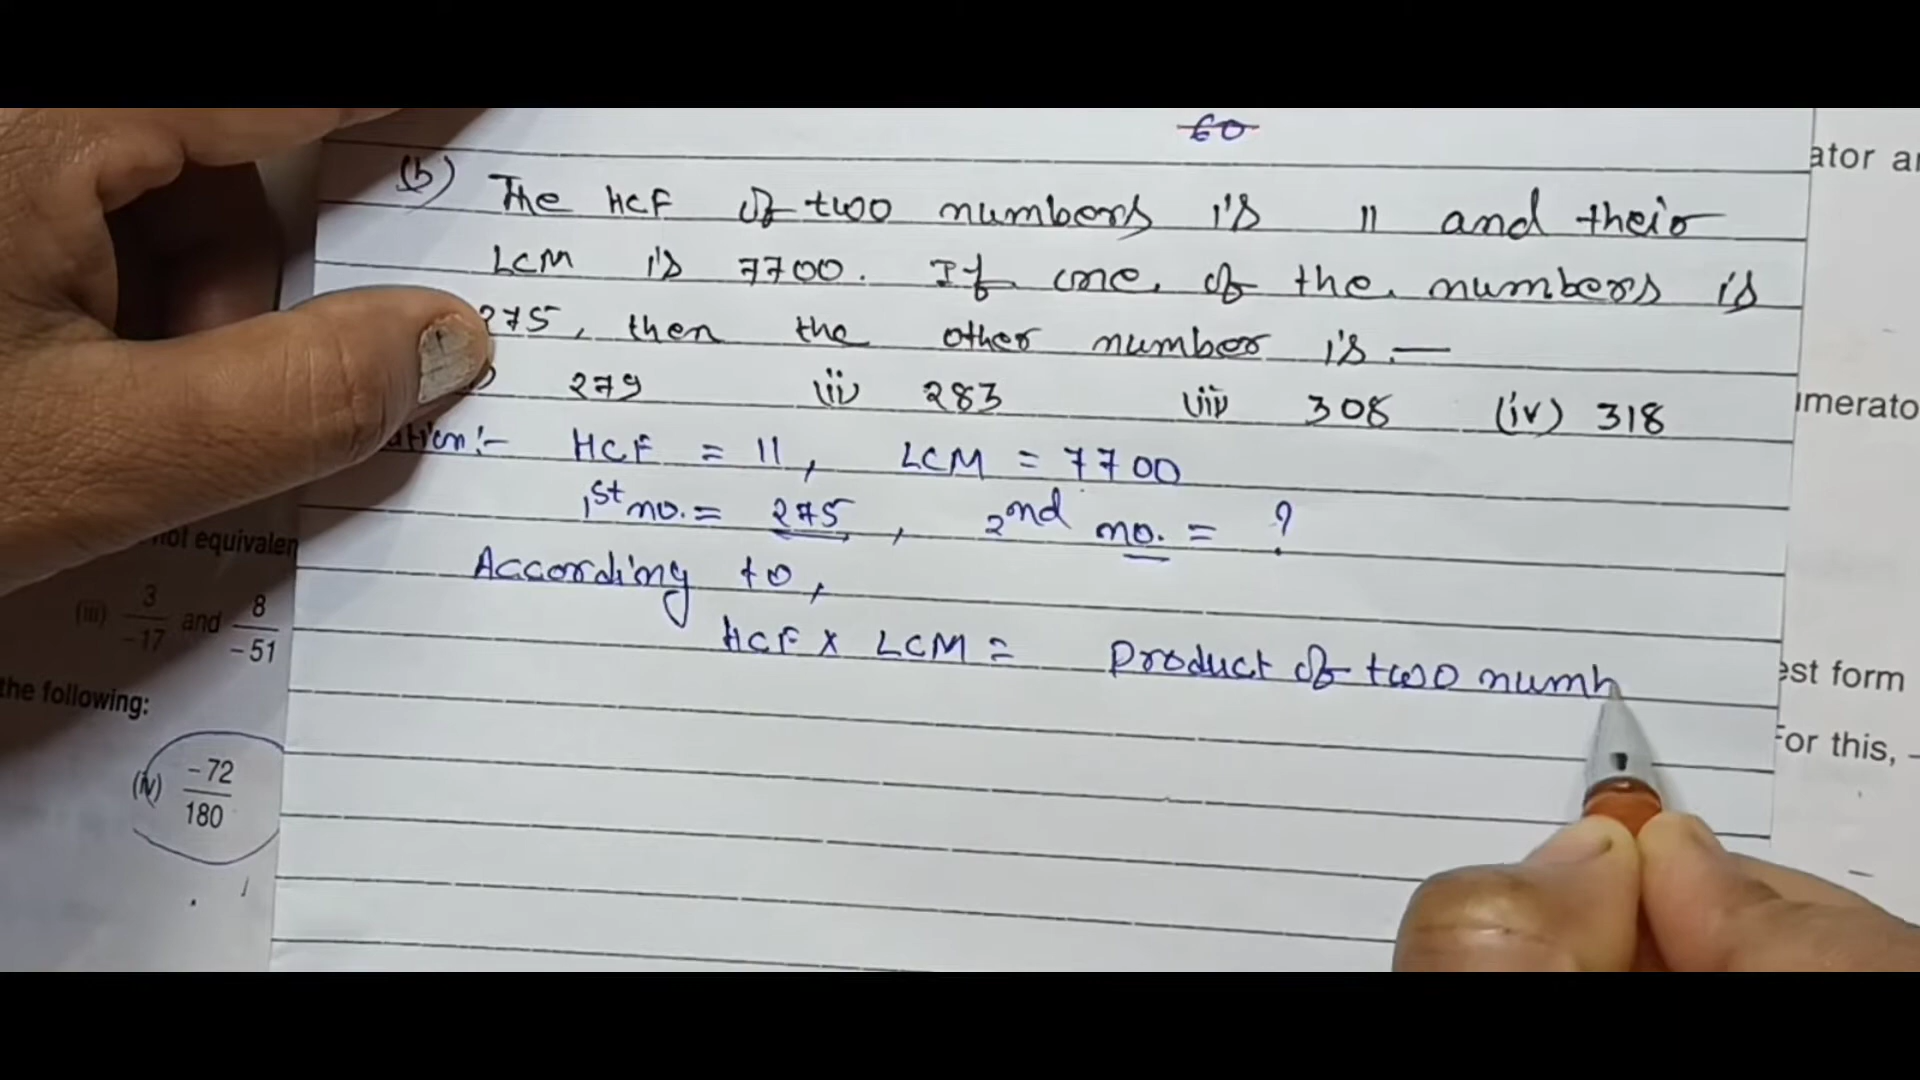 60
(b) The HCF of two numbers is 11 and their
LCM is 7700. If one of the numbers is
275, then the other number is —
279 (ii) 283 (iii) 308 (iv) 318
HCF = 11, LCM = 7700
1st no. = 275, 2nd no. = ?
According to,
HCF x LCM = Product of two numb
not equivalen
(iii) 3/-17 and 8/-51
the following:
(iv) -72/180
ator
imerato
est form
For this, -